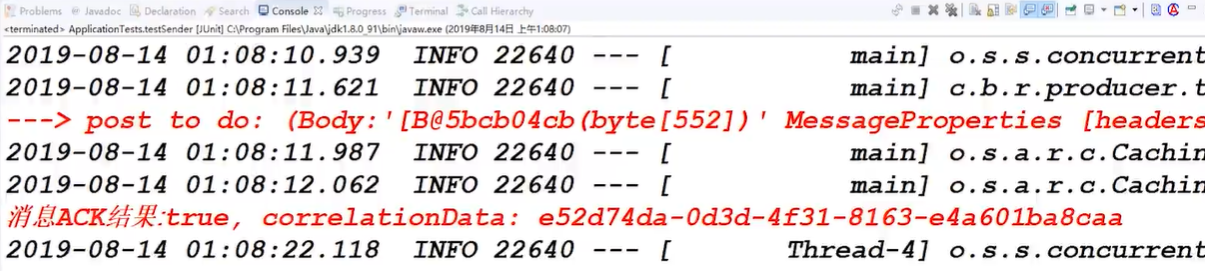 Problems @ Javadoc Declaration Search Console Progress Terminal Call Hierarchy
<terminated> ApplicationTests.testSender [JUnit] C:\Program Files\Java\jdk1.8.0_91\bin\javaw.exe (2019年8月14日 上午1:08:07)
2019-08-14 01:08:10.939  INFO 22640 --- [           main] o.s.s.concurrent
2019-08-14 01:08:11.621  INFO 22640 --- [           main] c.b.r.producer.t
---> post to do: (Body:'[B@5bcb04cb(byte[552])' MessageProperties [headers
2019-08-14 01:08:11.987  INFO 22640 --- [           main] o.s.a.r.c.Cachin
2019-08-14 01:08:12.062  INFO 22640 --- [           main] o.s.a.r.c.Cachin
消息ACK结果:true, correlationData: e52d74da-0d3d-4f31-8163-e4a601ba8caa
2019-08-14 01:08:22.118  INFO 22640 --- [       Thread-4] o.s.s.concurrent